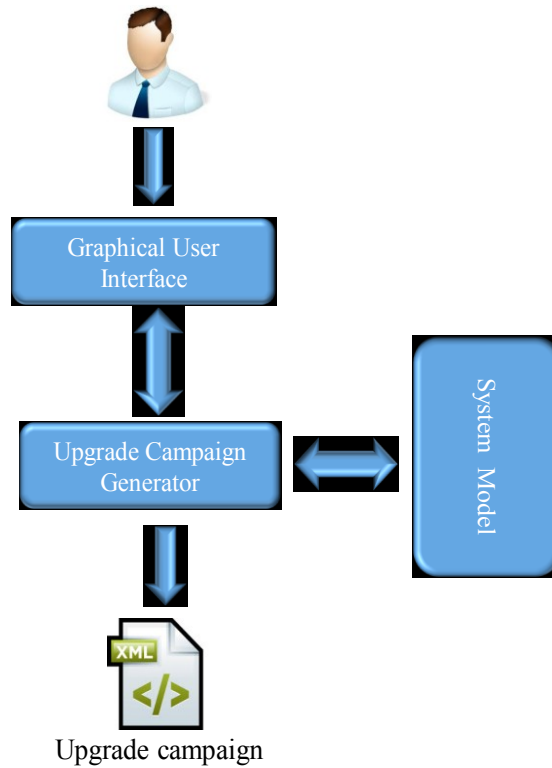 Graphical User
Interface
Upgrade Campaign
Generator
System Model
XML
</>
Upgrade campaign